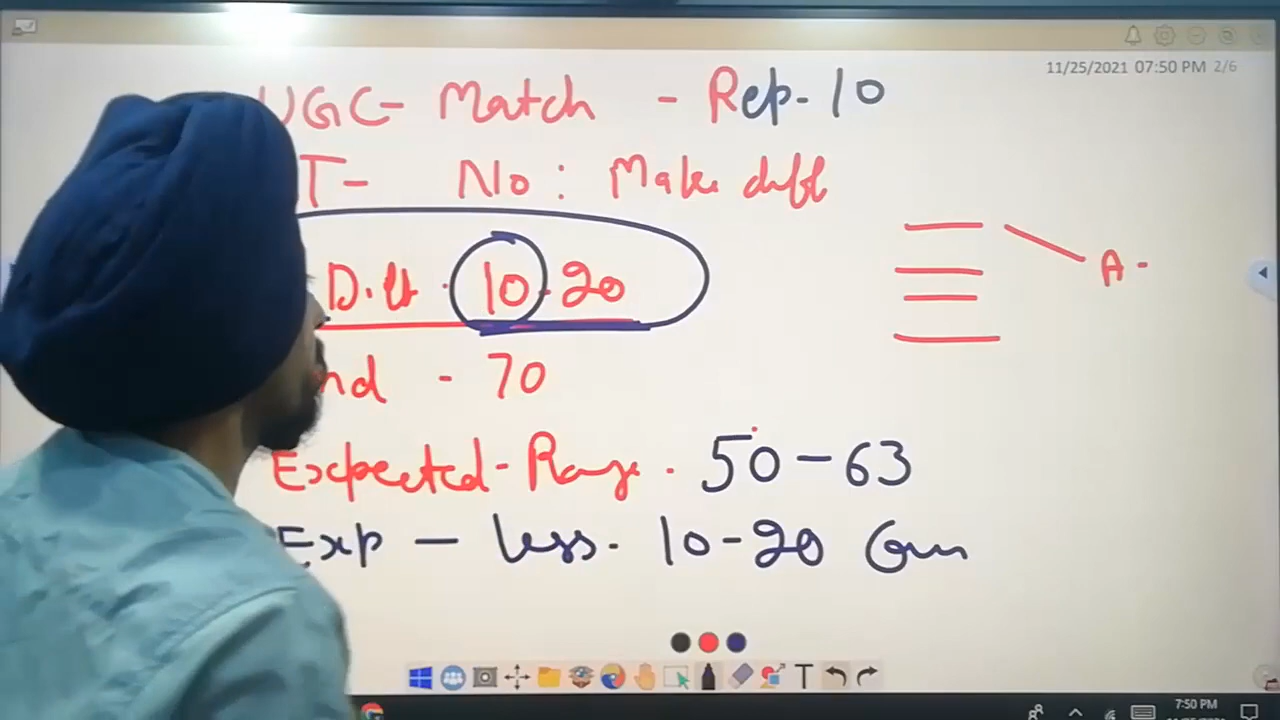 11/25/2021 07:50 PM 2/6
UGC- Match - Rep-10
T- No: Make diff
Diff. 10-20
A-
nd - 70
Expected-Range. 50-63
Exp - less. 10-20
T
7:50 PM